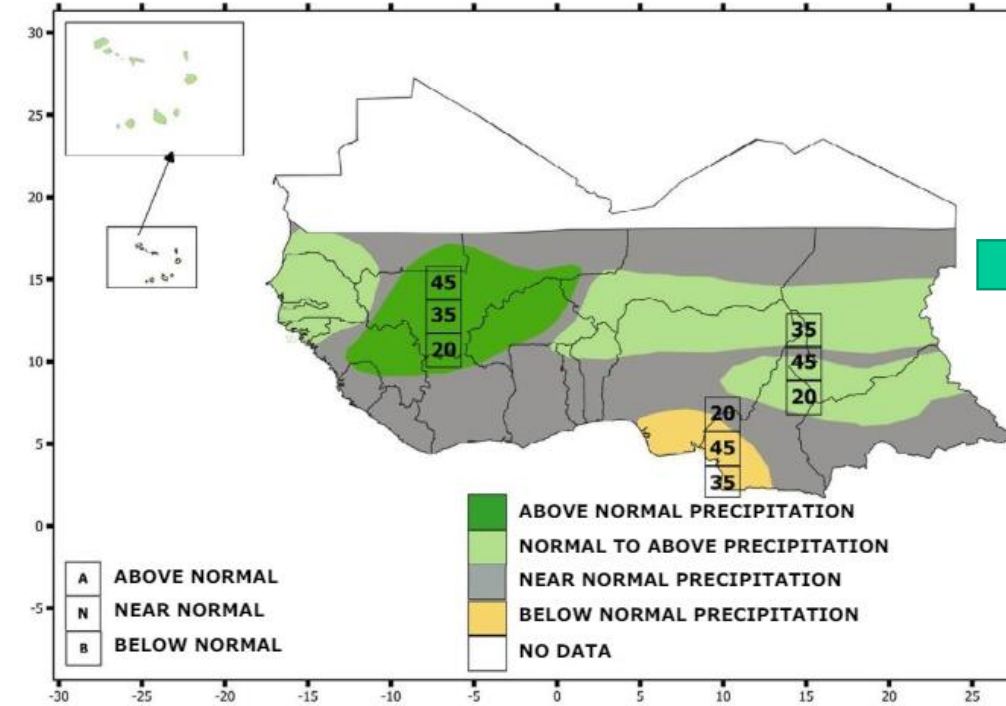 30
25
20
15
10
5
0
-5
45
35
20
35
45
20
20
45
35
ABOVE NORMAL PRECIPITATION
NORMAL TO ABOVE PRECIPITATION
NEAR NORMAL PRECIPITATION
BELOW NORMAL PRECIPITATION
NO DATA
A ABOVE NORMAL
N NEAR NORMAL
B BELOW NORMAL
-30 -25 -20 -15 -10 -5 0 5 10 15 20 25